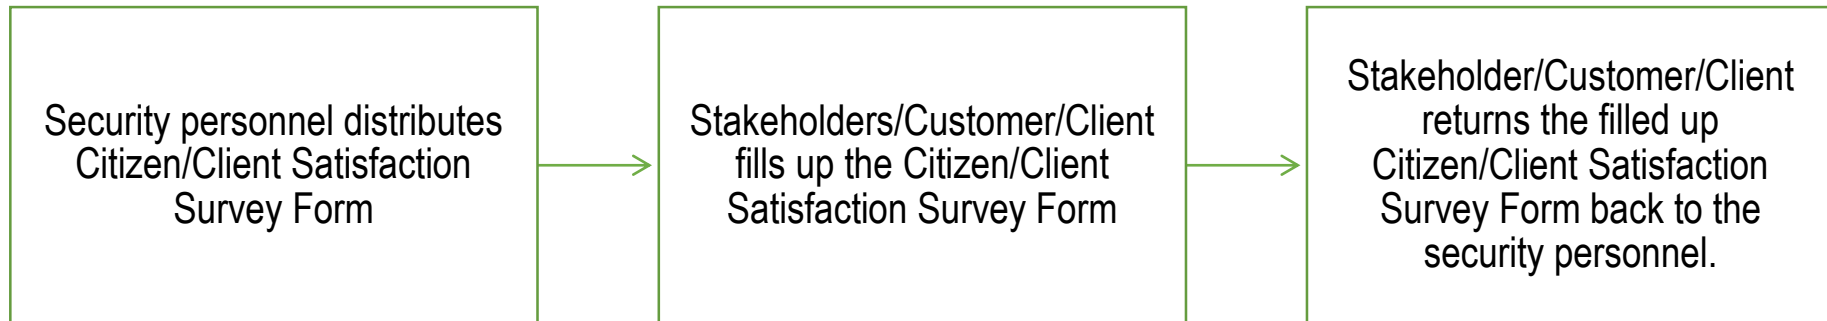 Security personnel distributes
Citizen/Client Satisfaction
Survey Form
Stakeholders/Customer/Client
fills up the Citizen/Client
Satisfaction Survey Form
Stakeholder/Customer/Client
returns the filled up
Citizen/Client Satisfaction
Survey Form back to the
security personnel.